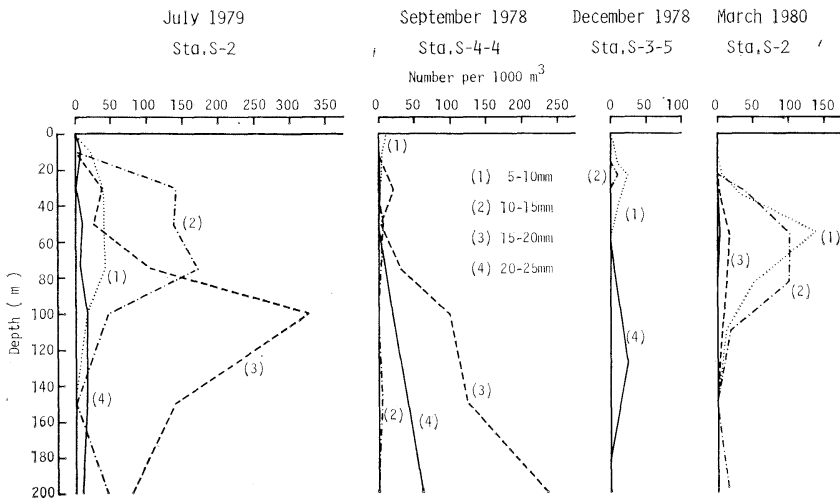 July 1979 September 1978 December 1978 March 1980
Sta.S-2 Sta.S-4-4 Sta.S-3-5 Sta.S-2
Number per 1000 m³
0 50 100 150 200 250 300 350 0 50 100 150 200 250 0 50 100 0 50 100 150
Depth ( m )
0
20
40
60
80
100
120
140
160
180
200
(1)
(2)
(3)
(4)
(1)
(1) 5-10mm
(2) 10-15mm
(3) 15-20mm
(4) 20-25mm
(2)
(3)
(4)
(2)
(1)
(4)
(1)
(3)
(2)